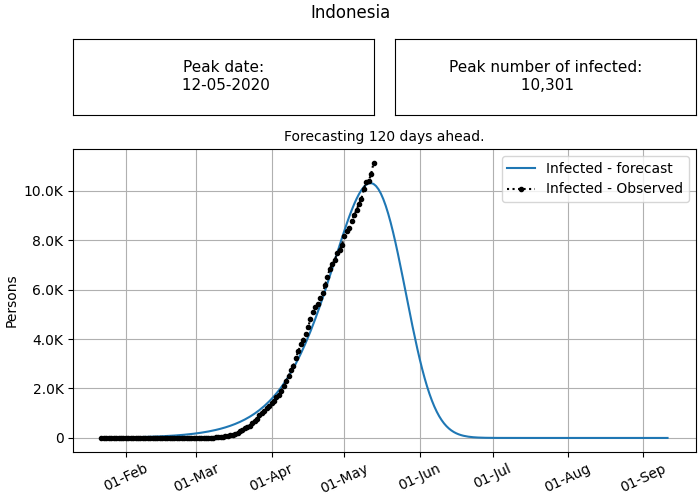 Indonesia
Peak date:
12-05-2020
Peak number of infected:
10,301
Forecasting 120 days ahead.
Infected - forecast
Infected - Observed
Persons
10.0K
8.0K
6.0K
4.0K
2.0K
0
01-Feb
01-Mar
01-Apr
01-May
01-Jun
01-Jul
01-Aug
01-Sep